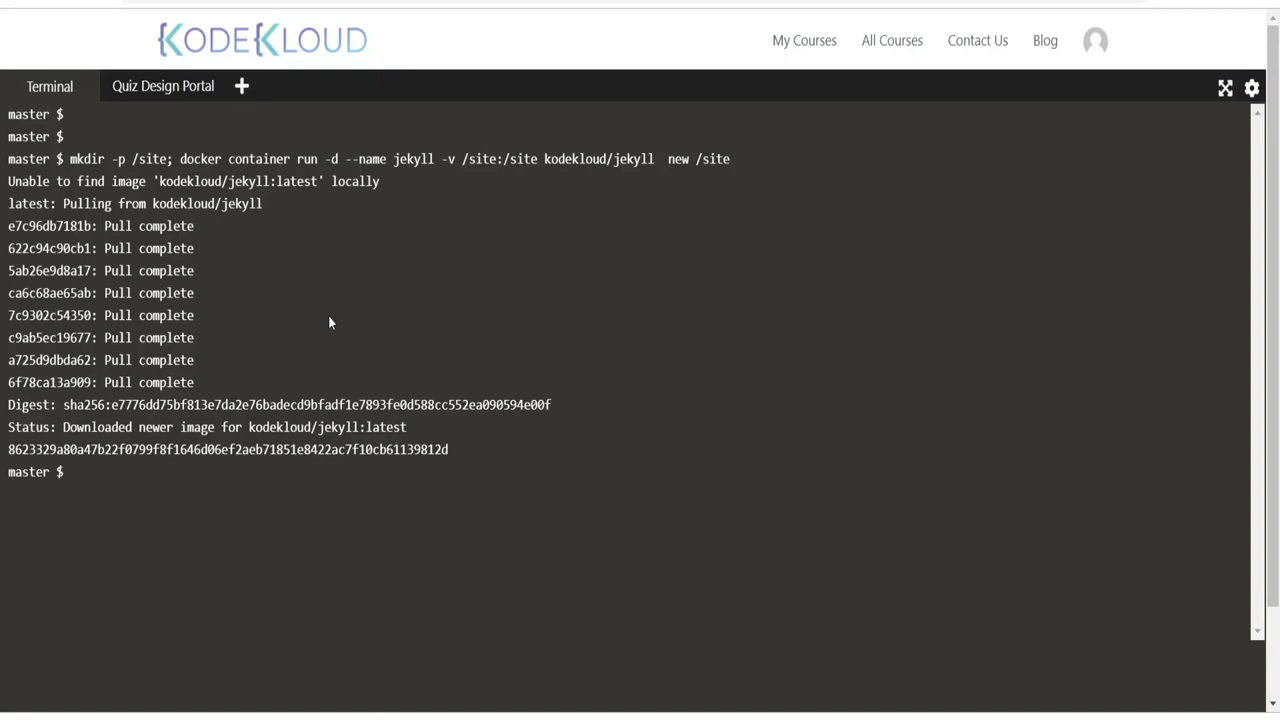 {KODE{KLOUD
My Courses
All Courses
Contact Us
Blog
Terminal
Quiz Design Portal
master $
master $
master $ mkdir -p /site; docker container run -d --name jekyll -v /site:/site kodekloud/jekyll  new /site
Unable to find image 'kodekloud/jekyll:latest' locally
latest: Pulling from kodekloud/jekyll
e7c96db7181b: Pull complete
622c94c90cb1: Pull complete
5ab26e9d8a17: Pull complete
ca6c68ae65ab: Pull complete
7c9302c54350: Pull complete
c9ab5ec19677: Pull complete
a725d9dbda62: Pull complete
6f78ca13a909: Pull complete
Digest: sha256:e7776dd75bf813e7da2e76badecd9bfadf1e7893fe0d588cc552ea090594e00f
Status: Downloaded newer image for kodekloud/jekyll:latest
8623329a80a47b22f0799f8f1646d06ef2aeb71851e8422ac7f10cb61139812d
master $